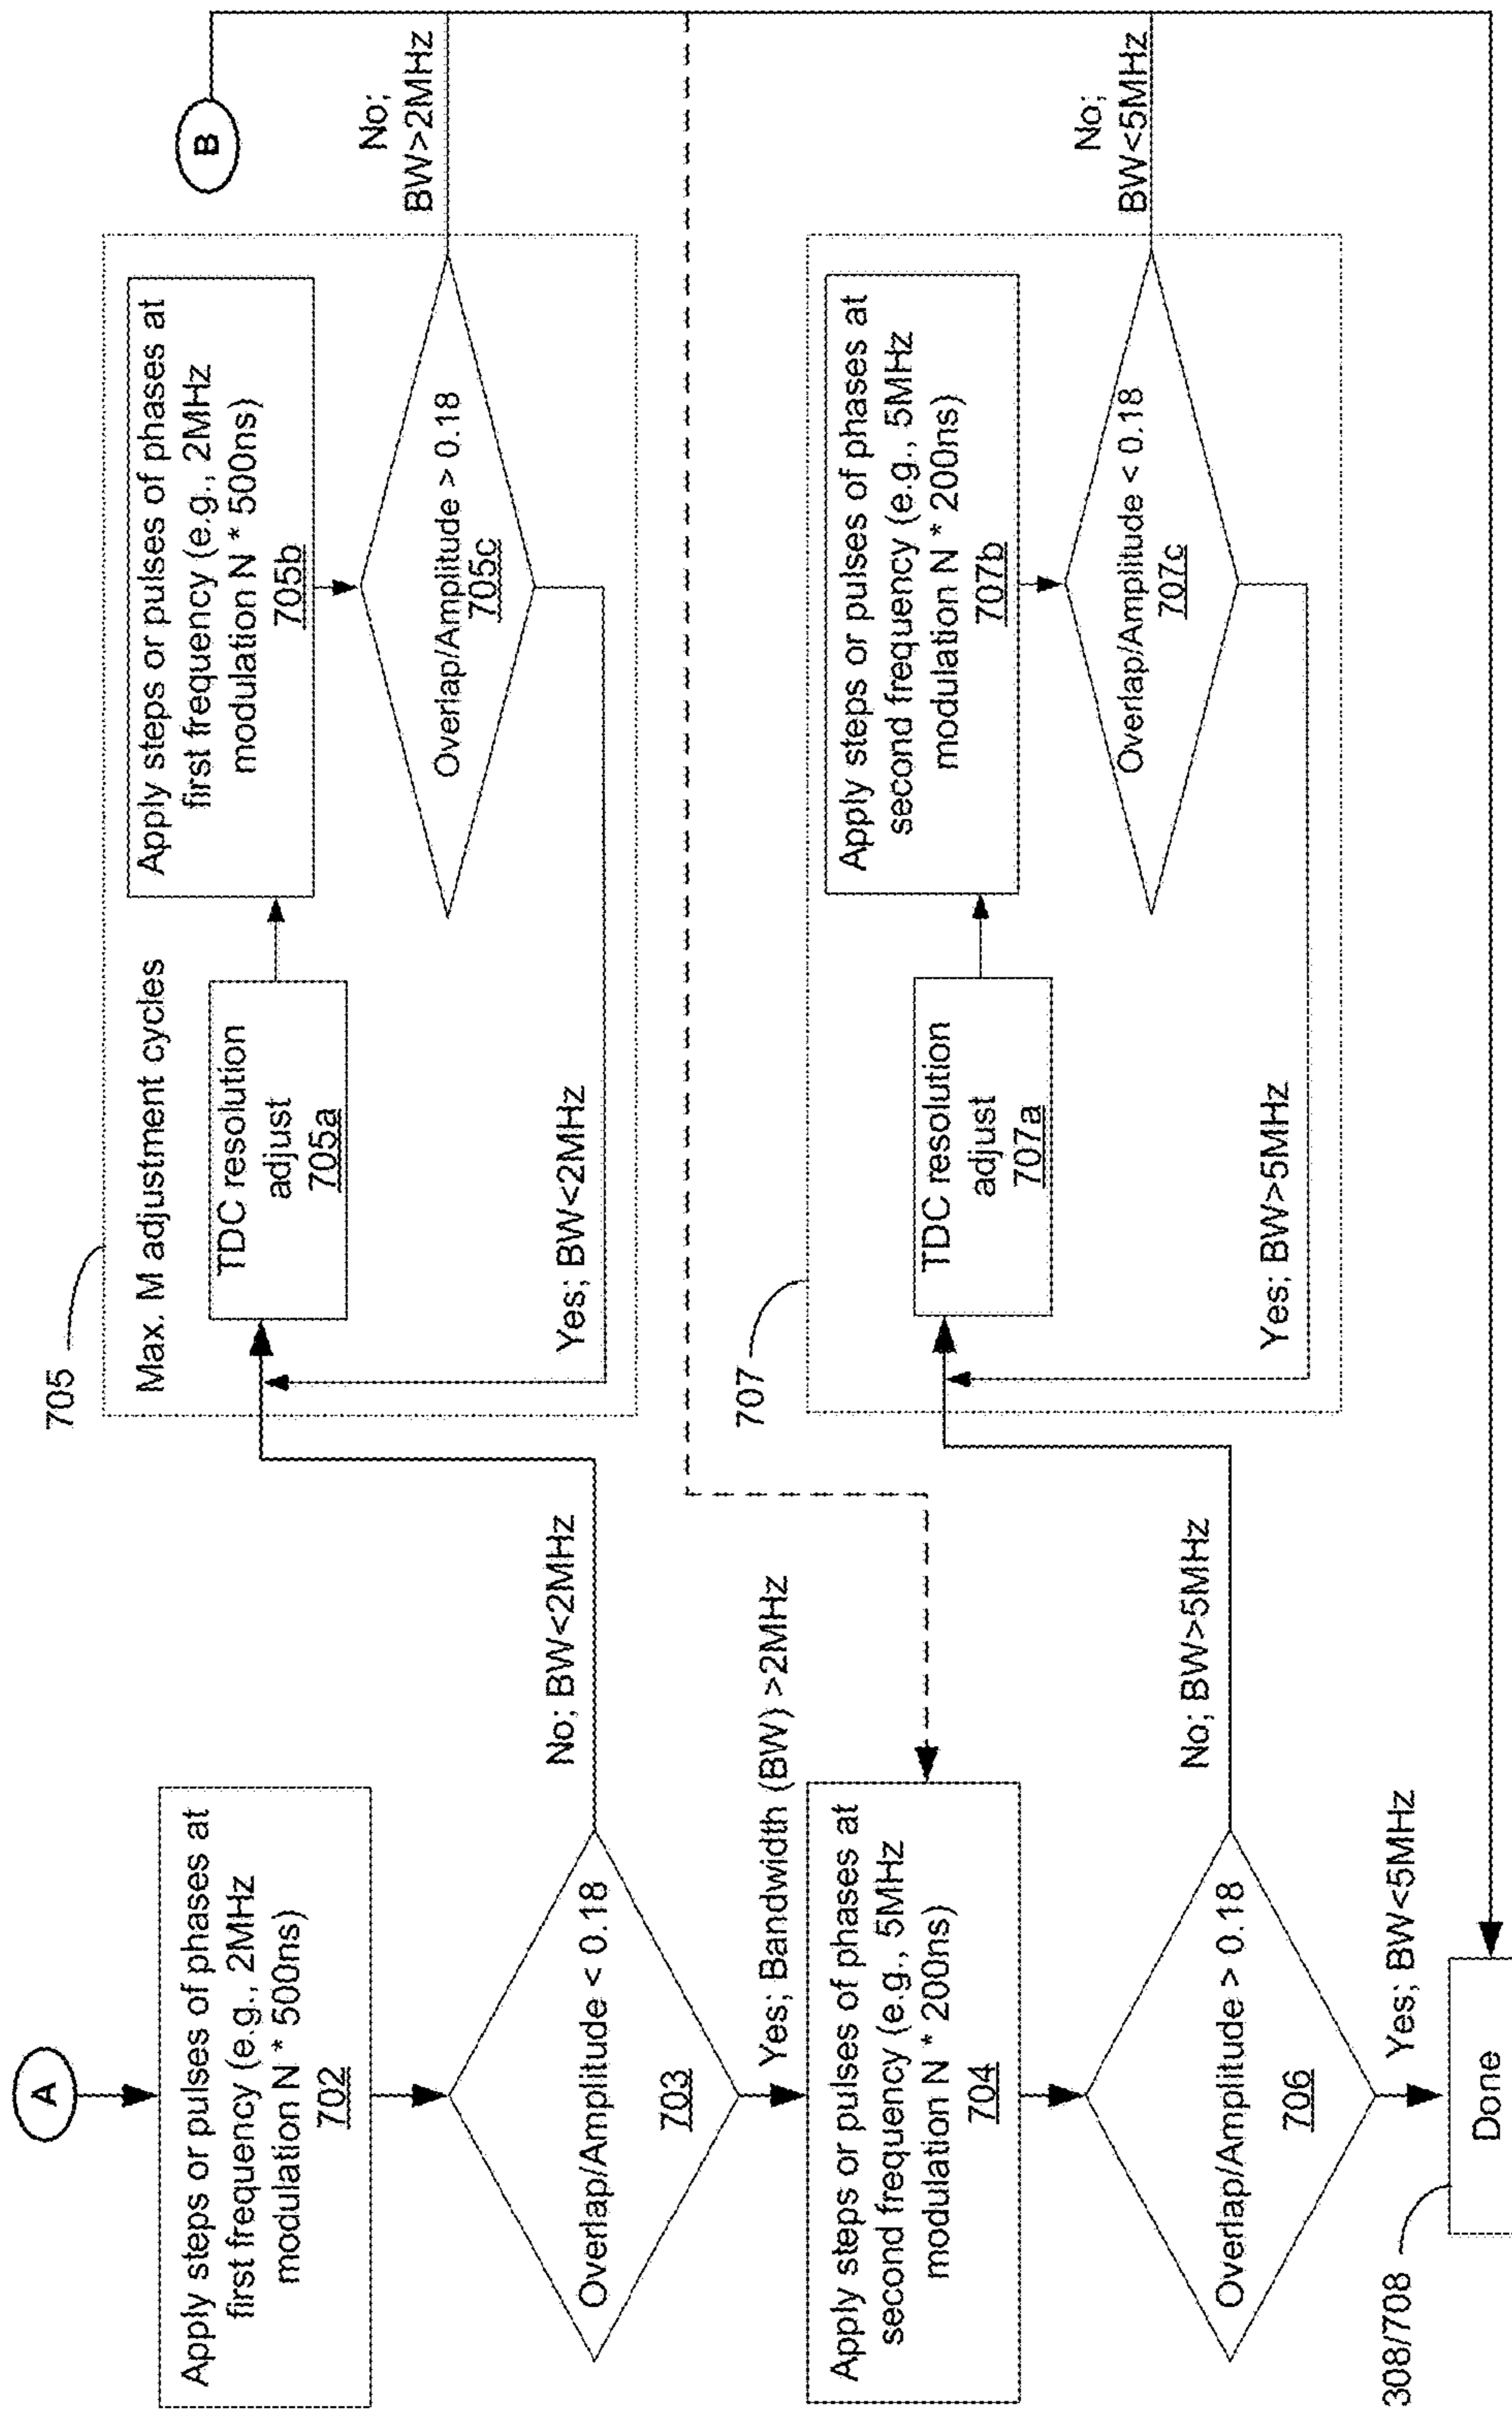 A
Apply steps or pulses of phases at
first frequency (e.g., 2MHz
modulation N * 500ns)
702
Overlap/Amplitude < 0.18
703
No; BW<2MHz
Yes; Bandwidth (BW) >2MHz
Apply steps or pulses of phases at
second frequency (e.g., 5MHz
modulation N * 200ns)
704
Overlap/Amplitude > 0.18
706
No; BW>5MHz
Yes; BW<5MHz
308/708
Done
705
Max. M adjustment cycles
TDC resolution
adjust
705a
Apply steps or pulses of phases at
first frequency (e.g., 2MHz
modulation N * 500ns)
705b
Overlap/Amplitude > 0.18
705c
Yes; BW<2MHz
No;
BW>2MHz
B
707
TDC resolution
adjust
707a
Apply steps or pulses of phases at
second frequency (e.g., 5MHz
modulation N * 200ns)
707b
Overlap/Amplitude < 0.18
707c
Yes; BW>5MHz
No;
BW<5MHz